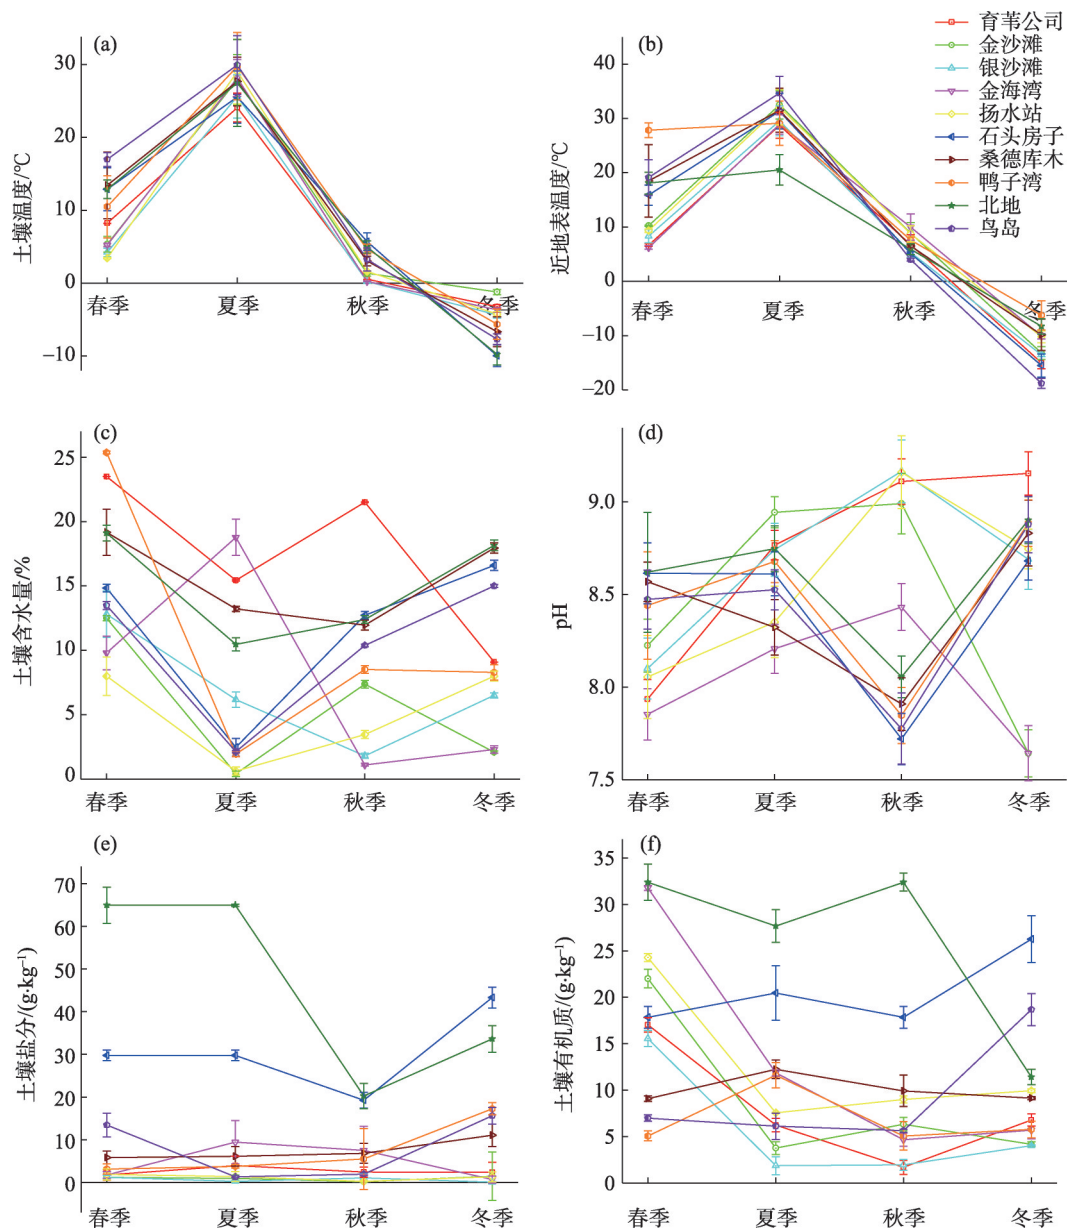 (a)
土壤温度/℃
30
20
10
0
−10
春季 夏季 秋季 冬季
(b)
近地表温度/℃
40
30
20
10
0
−10
−20
春季 夏季 秋季 冬季
育苇公司
金沙滩
银沙滩
金海湾
扬水站
石头房子
桑德库木
鸭子湾
北地
鸟岛
(c)
土壤含水量/%
25
20
15
10
5
0
春季 夏季 秋季 冬季
(d)
pH
9.0
8.5
8.0
7.5
春季 夏季 秋季 冬季
(e)
土壤盐分/(g·kg⁻¹)
70
60
50
40
30
20
10
0
春季 夏季 秋季 冬季
(f)
土壤有机质/(g·kg⁻¹)
35
30
25
20
15
10
5
0
春季 夏季 秋季 冬季